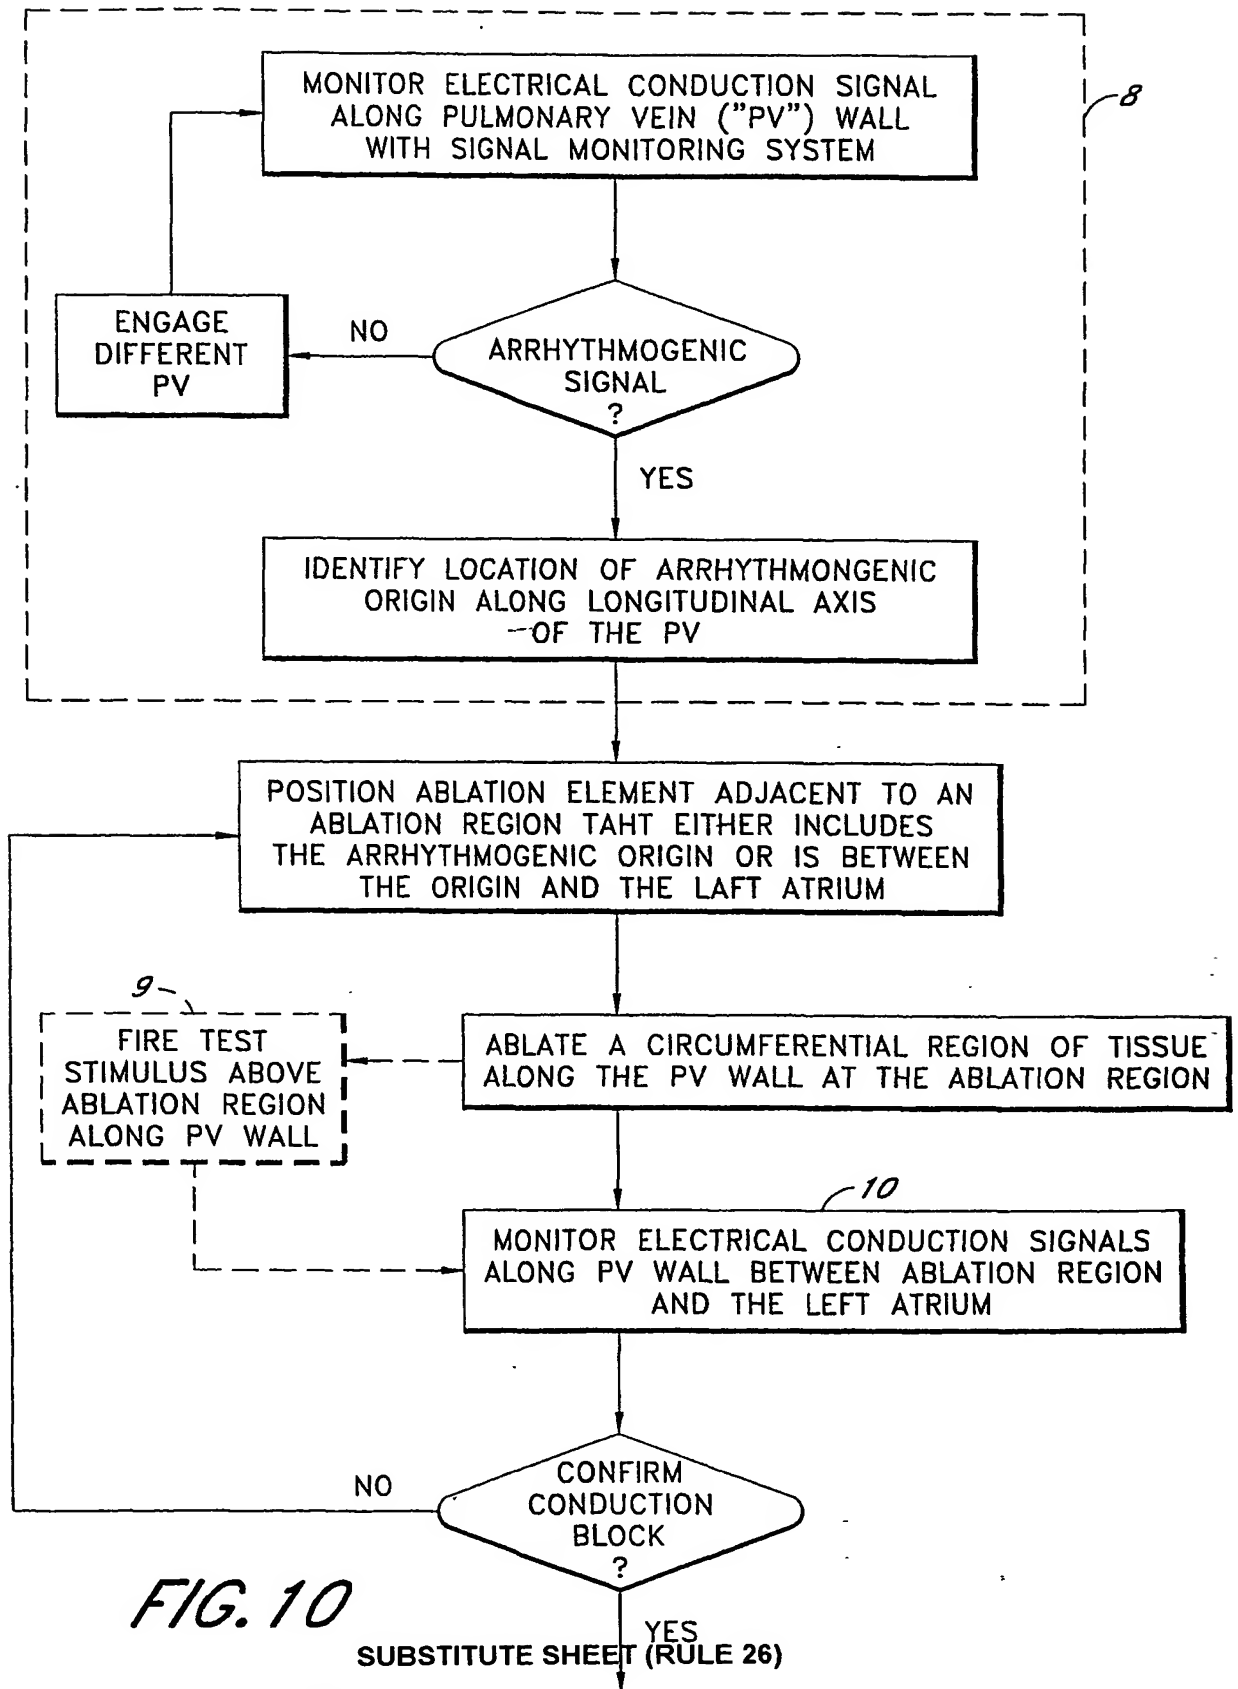 MONITOR ELECTRICAL CONDUCTION SIGNAL
ALONG PULMONARY VEIN ("PV") WALL
WITH SIGNAL MONITORING SYSTEM
8
ENGAGE
DIFFERENT
PV
NO
ARRHYTHMOGENIC
SIGNAL
?
YES
IDENTIFY LOCATION OF ARRHYTHMONGENIC
ORIGIN ALONG LONGITUDINAL AXIS
OF THE PV
POSITION ABLATION ELEMENT ADJACENT TO AN
ABLATION REGION TAHT EITHER INCLUDES
THE ARRHYTHMOGENIC ORIGIN OR IS BETWEEN
THE ORIGIN AND THE LAFT ATRIUM
9
FIRE TEST
STIMULUS ABOVE
ABLATION REGION
ALONG PV WALL
ABLATE A CIRCUMFERENTIAL REGION OF TISSUE
ALONG THE PV WALL AT THE ABLATION REGION
10
MONITOR ELECTRICAL CONDUCTION SIGNALS
ALONG PV WALL BETWEEN ABLATION REGION
AND THE LEFT ATRIUM
NO
CONFIRM
CONDUCTION
BLOCK
?
YES
FIG. 10
SUBSTITUTE SHEET (RULE 26)